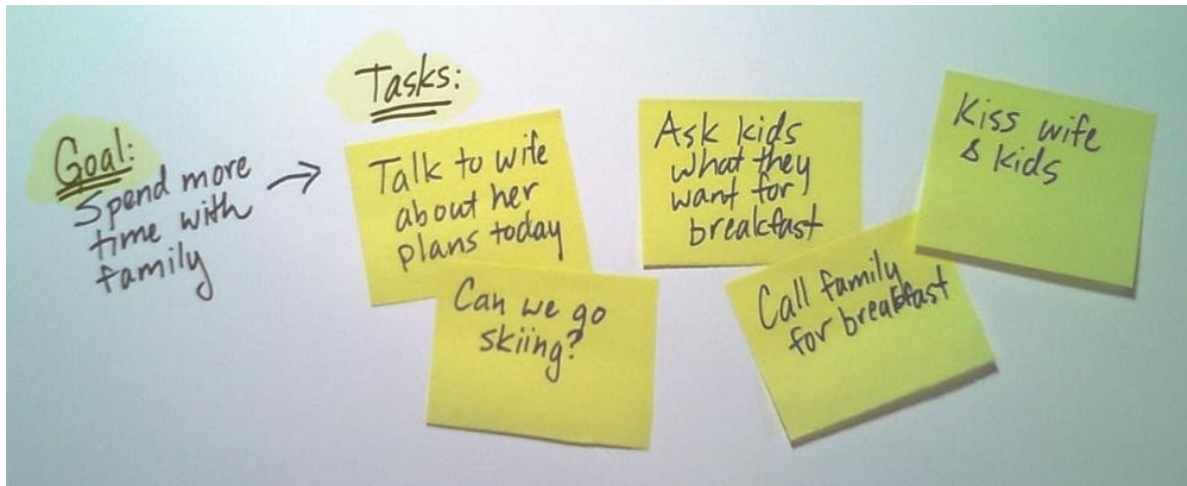 Goal:
Spend more
time with
family
Tasks:
Talk to wife
about her
plans today
Can we go
skiing?
Ask kids
what they
want for
breakfast
Call family
for breakfast
Kiss wife
& kids